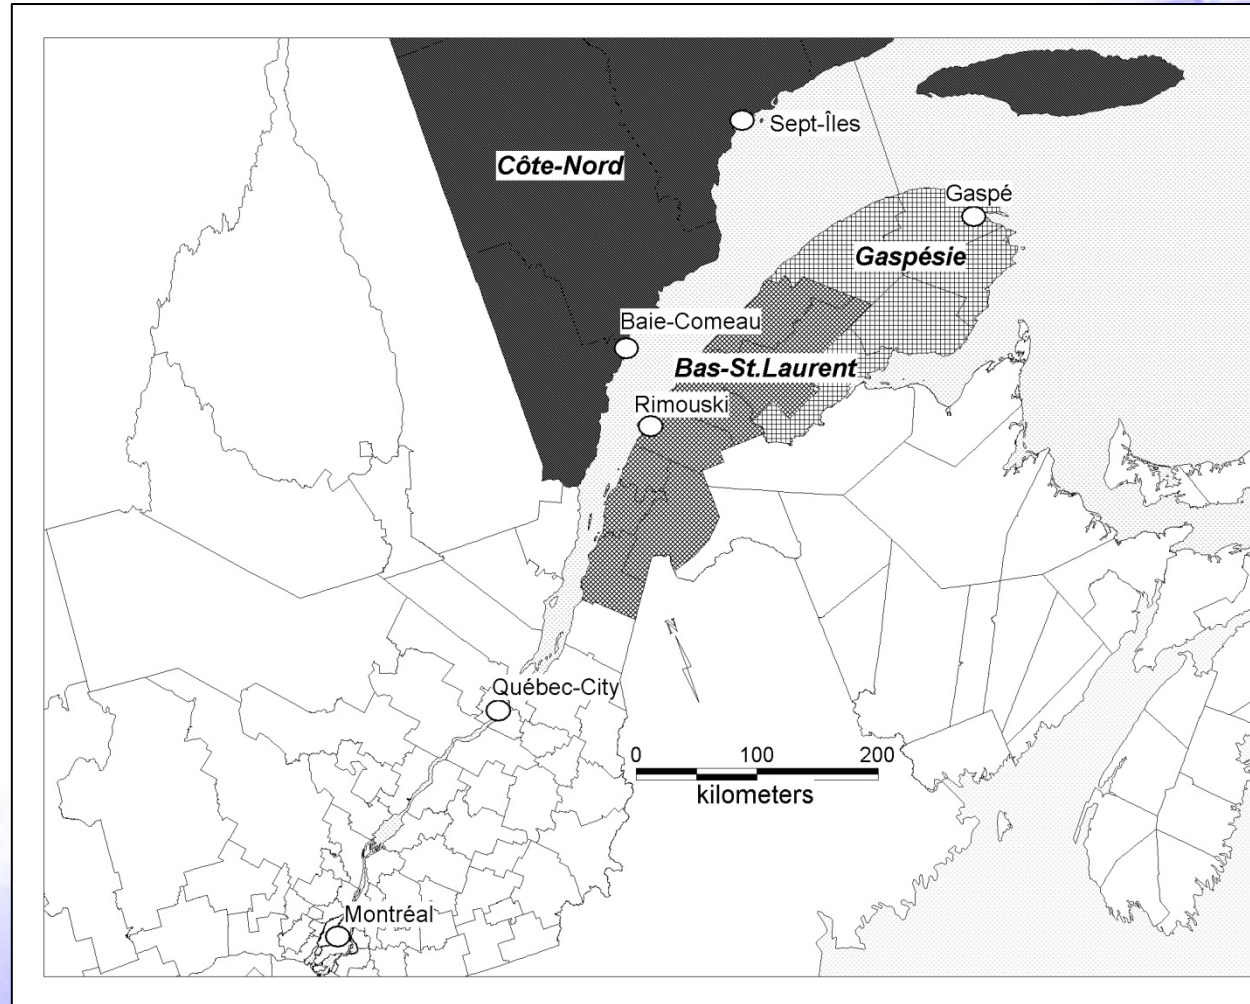 Sept-Îles
Côte-Nord
Gaspé
Gaspésie
Baie-Comeau
Bas-St.Laurent
Rimouski
N
Québec-City
0 100 200
kilometers
Montréal